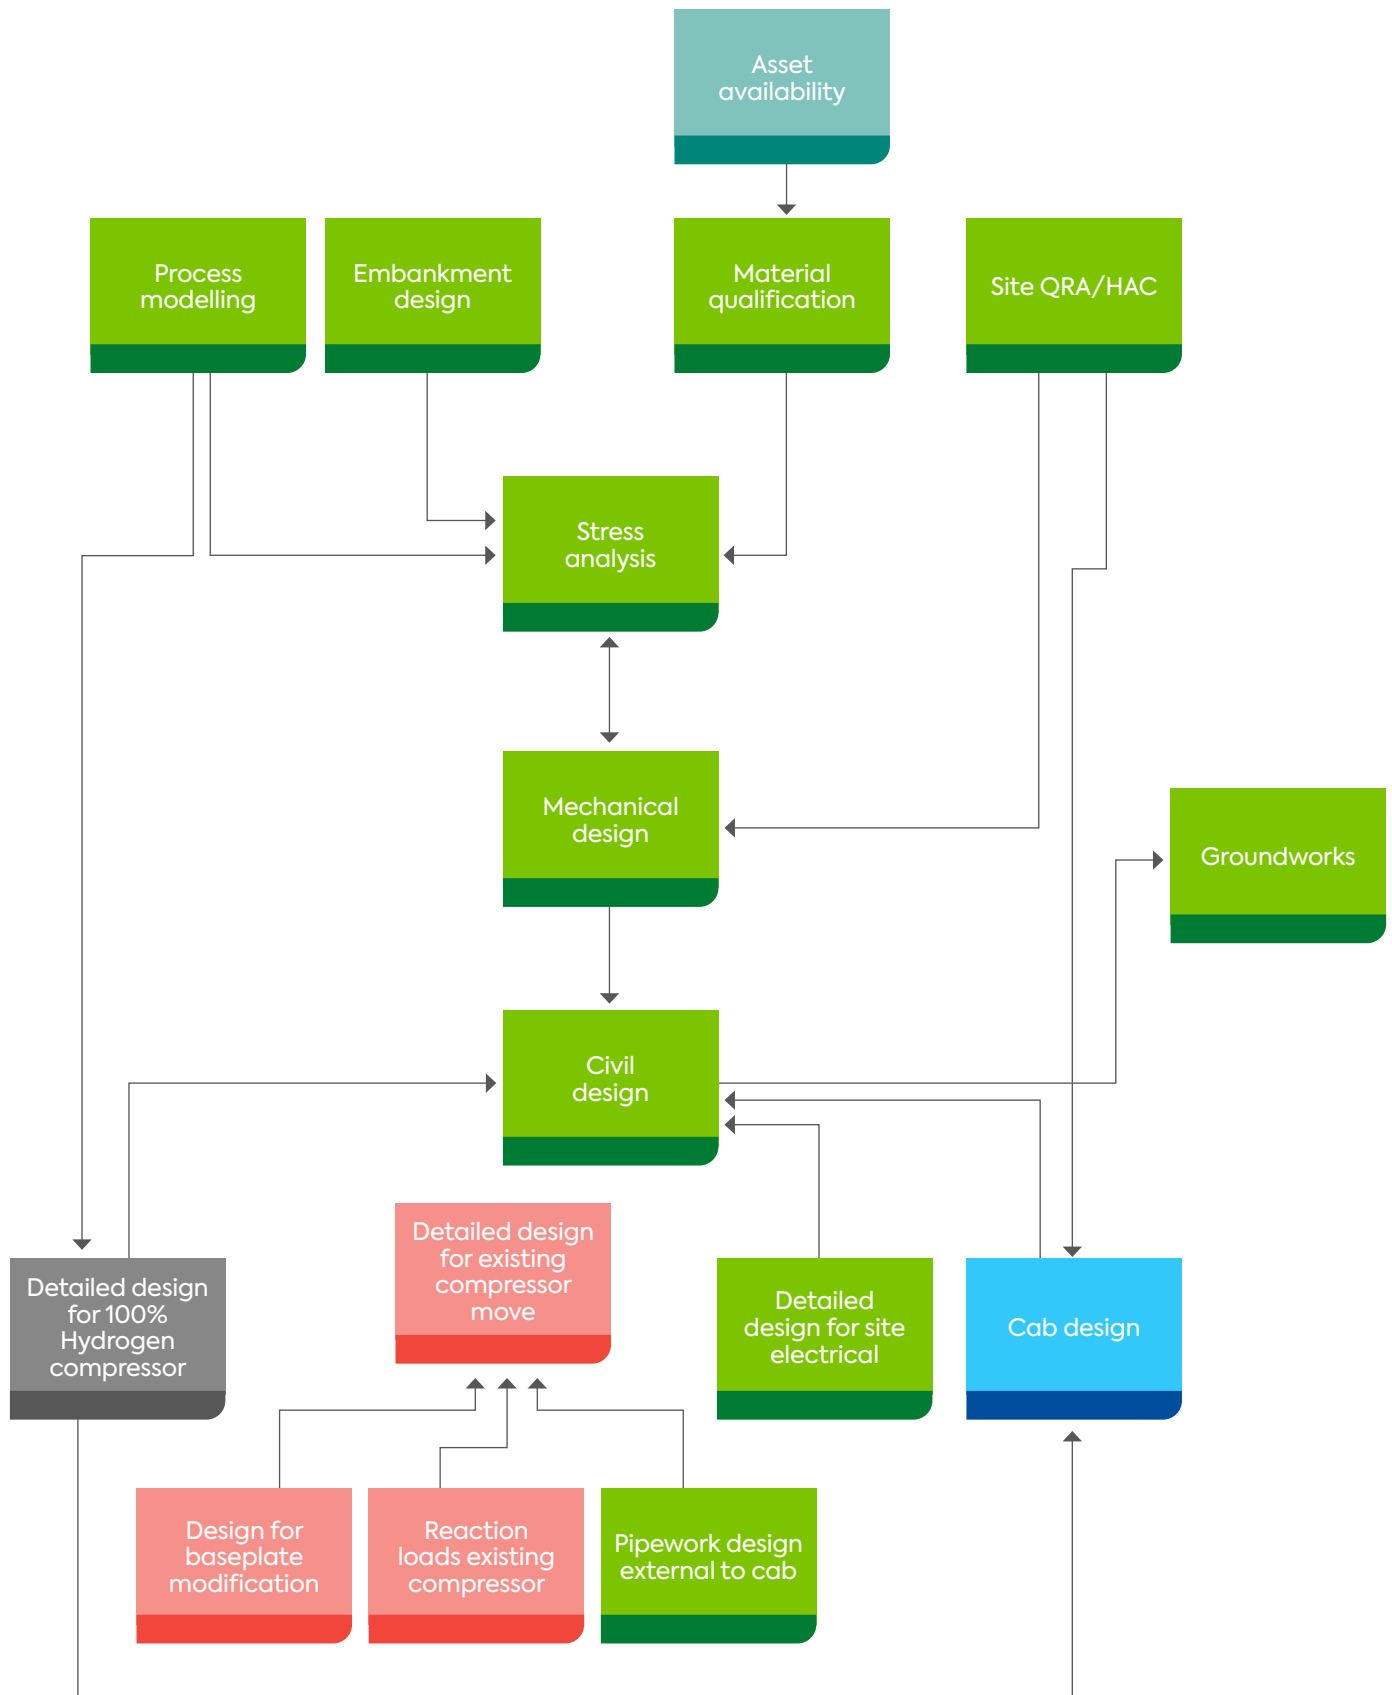 Asset
availability
Process
modelling
Embankment
design
Material
qualification
Site QRA/HAC
Stress
analysis
Mechanical
design
Groundworks
Civil
design
Detailed design
for existing
compressor
move
Detailed design
for 100%
Hydrogen
compressor
Detailed
design for site
electrical
Cab design
Design for
baseplate
modification
Reaction
loads existing
compressor
Pipework design
external to cab